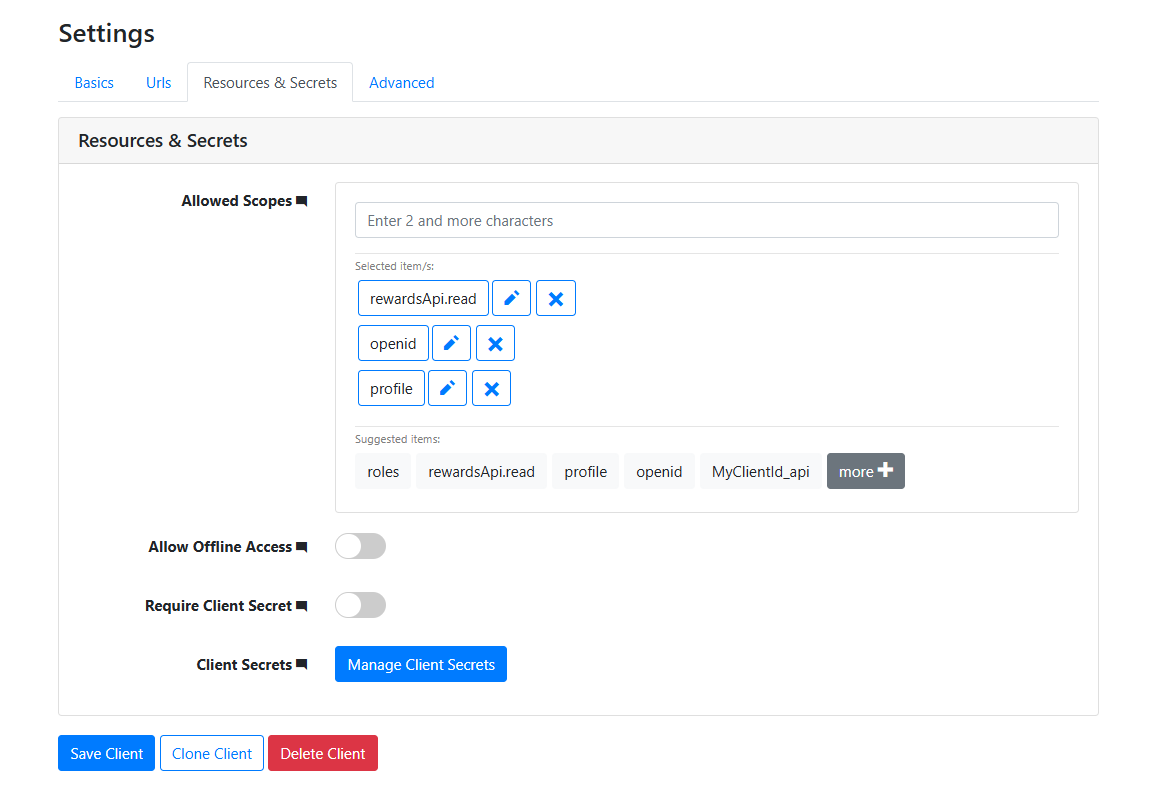 Settings
Basics Urls Resources & Secrets Advanced
Resources & Secrets
Allowed Scopes
Enter 2 and more characters
Selected item/s:
rewardsApi.read
openid
profile
Suggested items:
roles rewardsApi.read profile openid MyClientId_api more
Allow Offline Access
Require Client Secret
Client Secrets Manage Client Secrets
Save Client Clone Client Delete Client